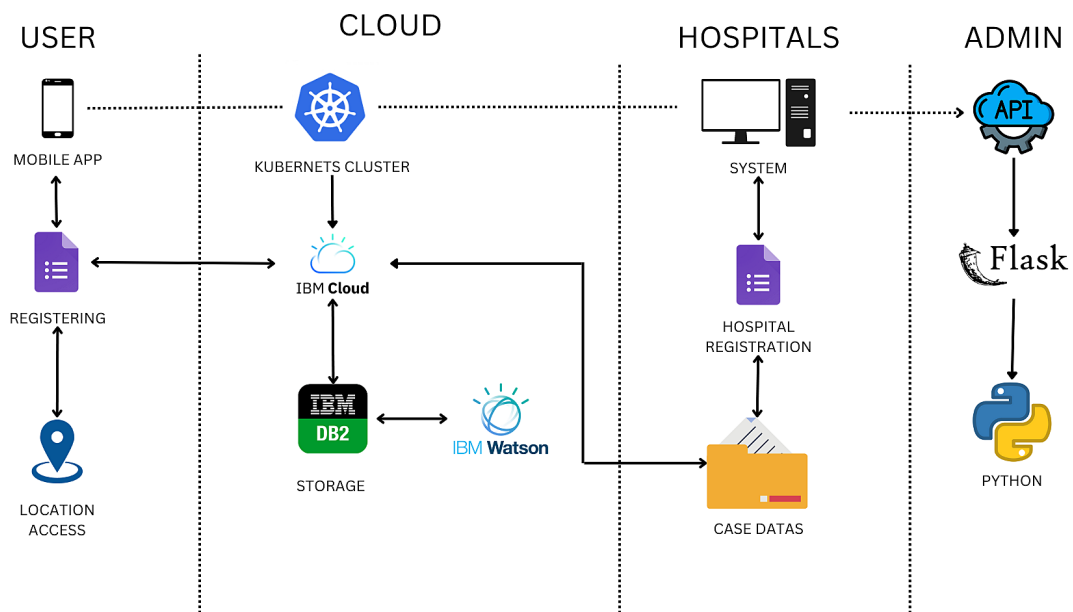 USER
CLOUD
HOSPITALS
ADMIN
API
MOBILE APP
KUBERNETS CLUSTER
SYSTEM
Flask
IBM Cloud
REGISTERING
HOSPITAL
REGISTRATION
IBM
DB2
IBM Watson
STORAGE
PYTHON
LOCATION
ACCESS
CASE DATAS